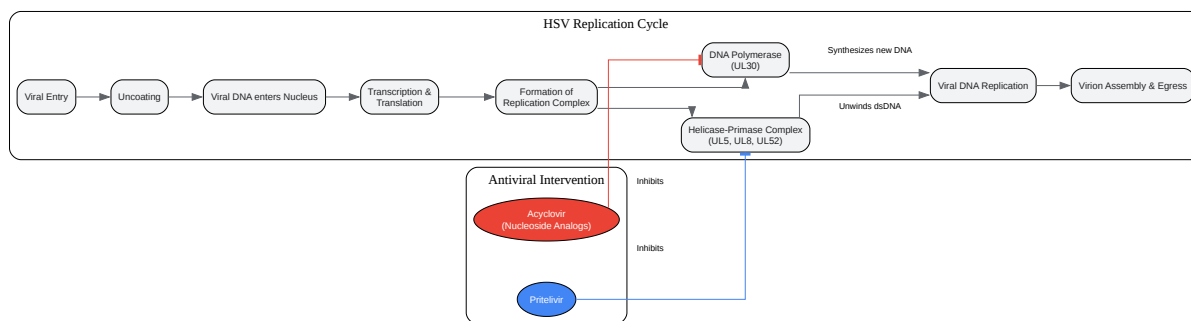 HSV Replication Cycle
Viral Entry
Uncoating
Viral DNA enters Nucleus
Transcription &
Translation
Formation of
Replication Complex
DNA Polymerase
(UL30)
Helicase-Primase Complex
(UL5, UL8, UL52)
Synthesizes new DNA
Unwinds dsDNA
Viral DNA Replication
Virion Assembly & Egress
Antiviral Intervention
Acyclovir
(Nucleoside Analogs)
Pritelivir
Inhibits
Inhibits